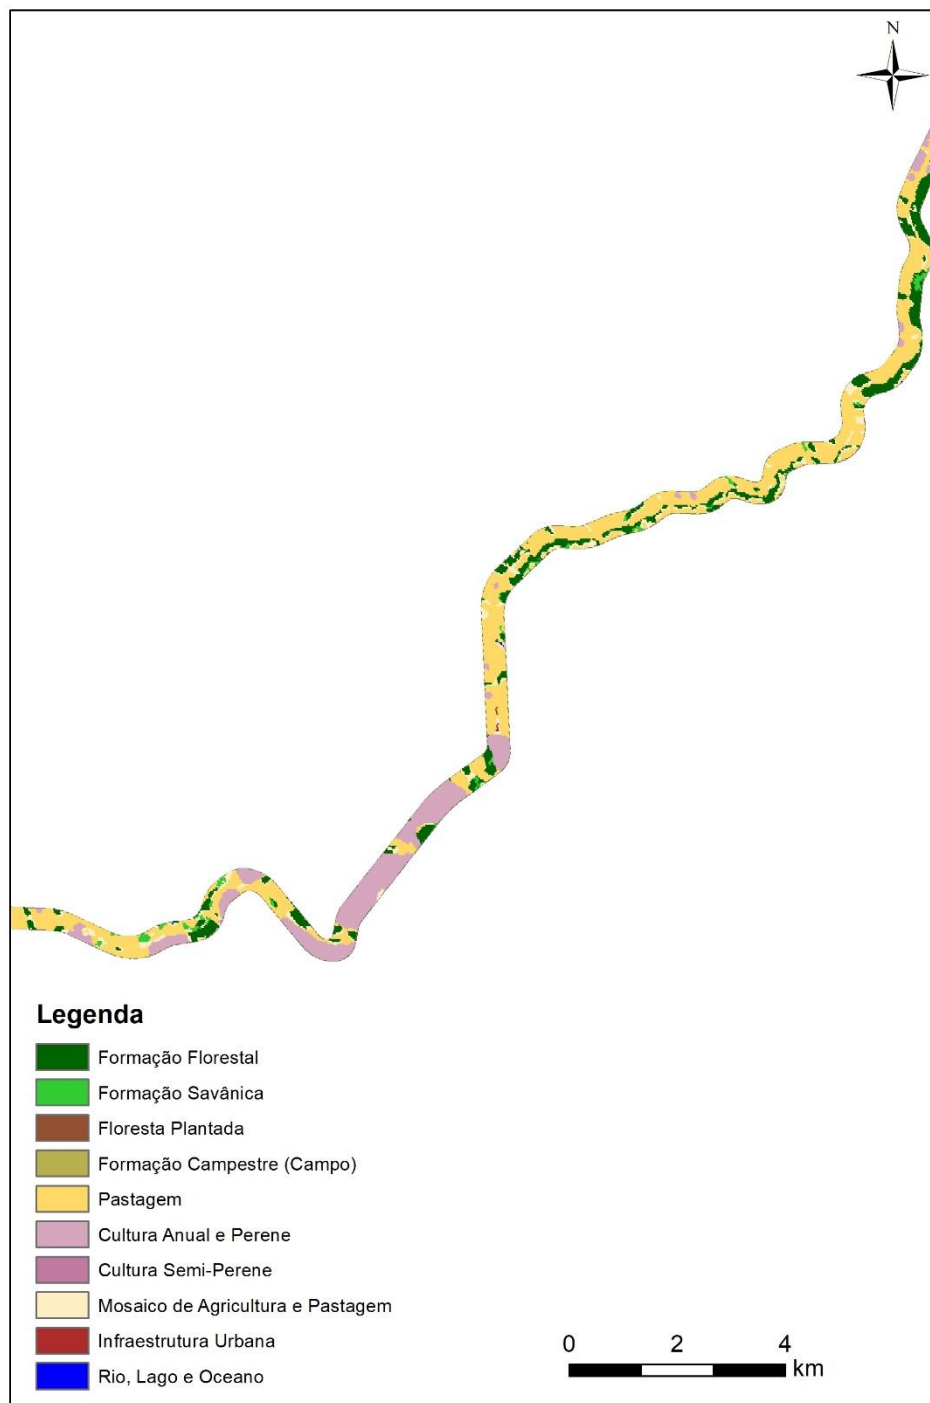 N
Legenda
Formação Florestal
Formação Savânica
Floresta Plantada
Formação Campestre (Campo)
Pastagem
Cultura Anual e Perene
Cultura Semi-Perene
Mosaico de Agricultura e Pastagem
Infraestrutura Urbana
Rio, Lago e Oceano
0 2 4
km